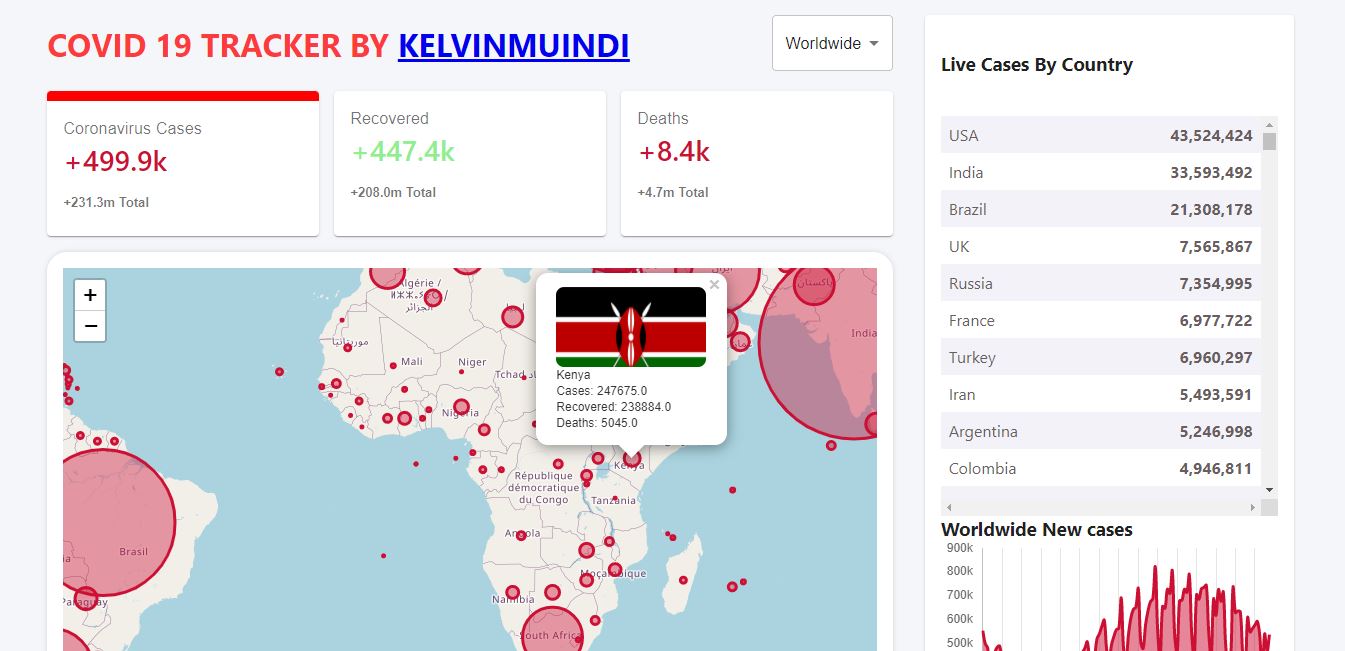 COVID 19 TRACKER BY KELVINMUINDI
Worldwide
Coronavirus Cases
+499.9k
+231.3m Total
Recovered
+447.4k
+208.0m Total
Deaths
+8.4k
+4.7m Total
+
−
Algérie /
الجزائر
موريتانيا
Mali
Niger
Tchad
Nigeria
×
Kenya
Cases: 247675.0
Recovered: 238884.0
Deaths: 5045.0
پاکستان
India
Kenya
République
démocratique
du Congo
Tanzania
Angola
Brasil
Moçambique
Namibia
Paraguay
South Africa
Live Cases By Country
USA 43,524,424
India 33,593,492
Brazil 21,308,178
UK 7,565,867
Russia 7,354,995
France 6,977,722
Turkey 6,960,297
Iran 5,493,591
Argentina 5,246,998
Colombia 4,946,811
Worldwide New cases
900k
800k
700k
600k
500k